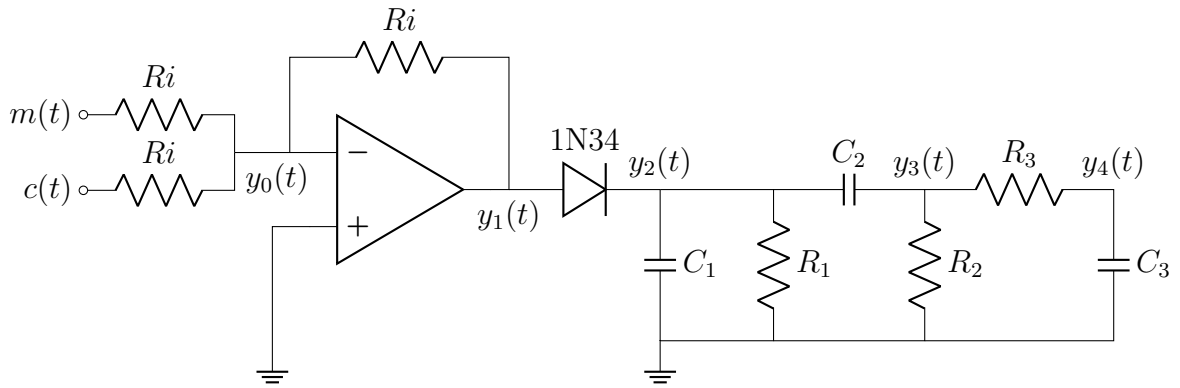 Ri
Ri
m(t)
Ri
1N34
c(t)
y₀(t)
−
+
y₁(t)
y₂(t)
C₂
y₃(t)
R₃
y₄(t)
C₁
R₁
R₂
C₃